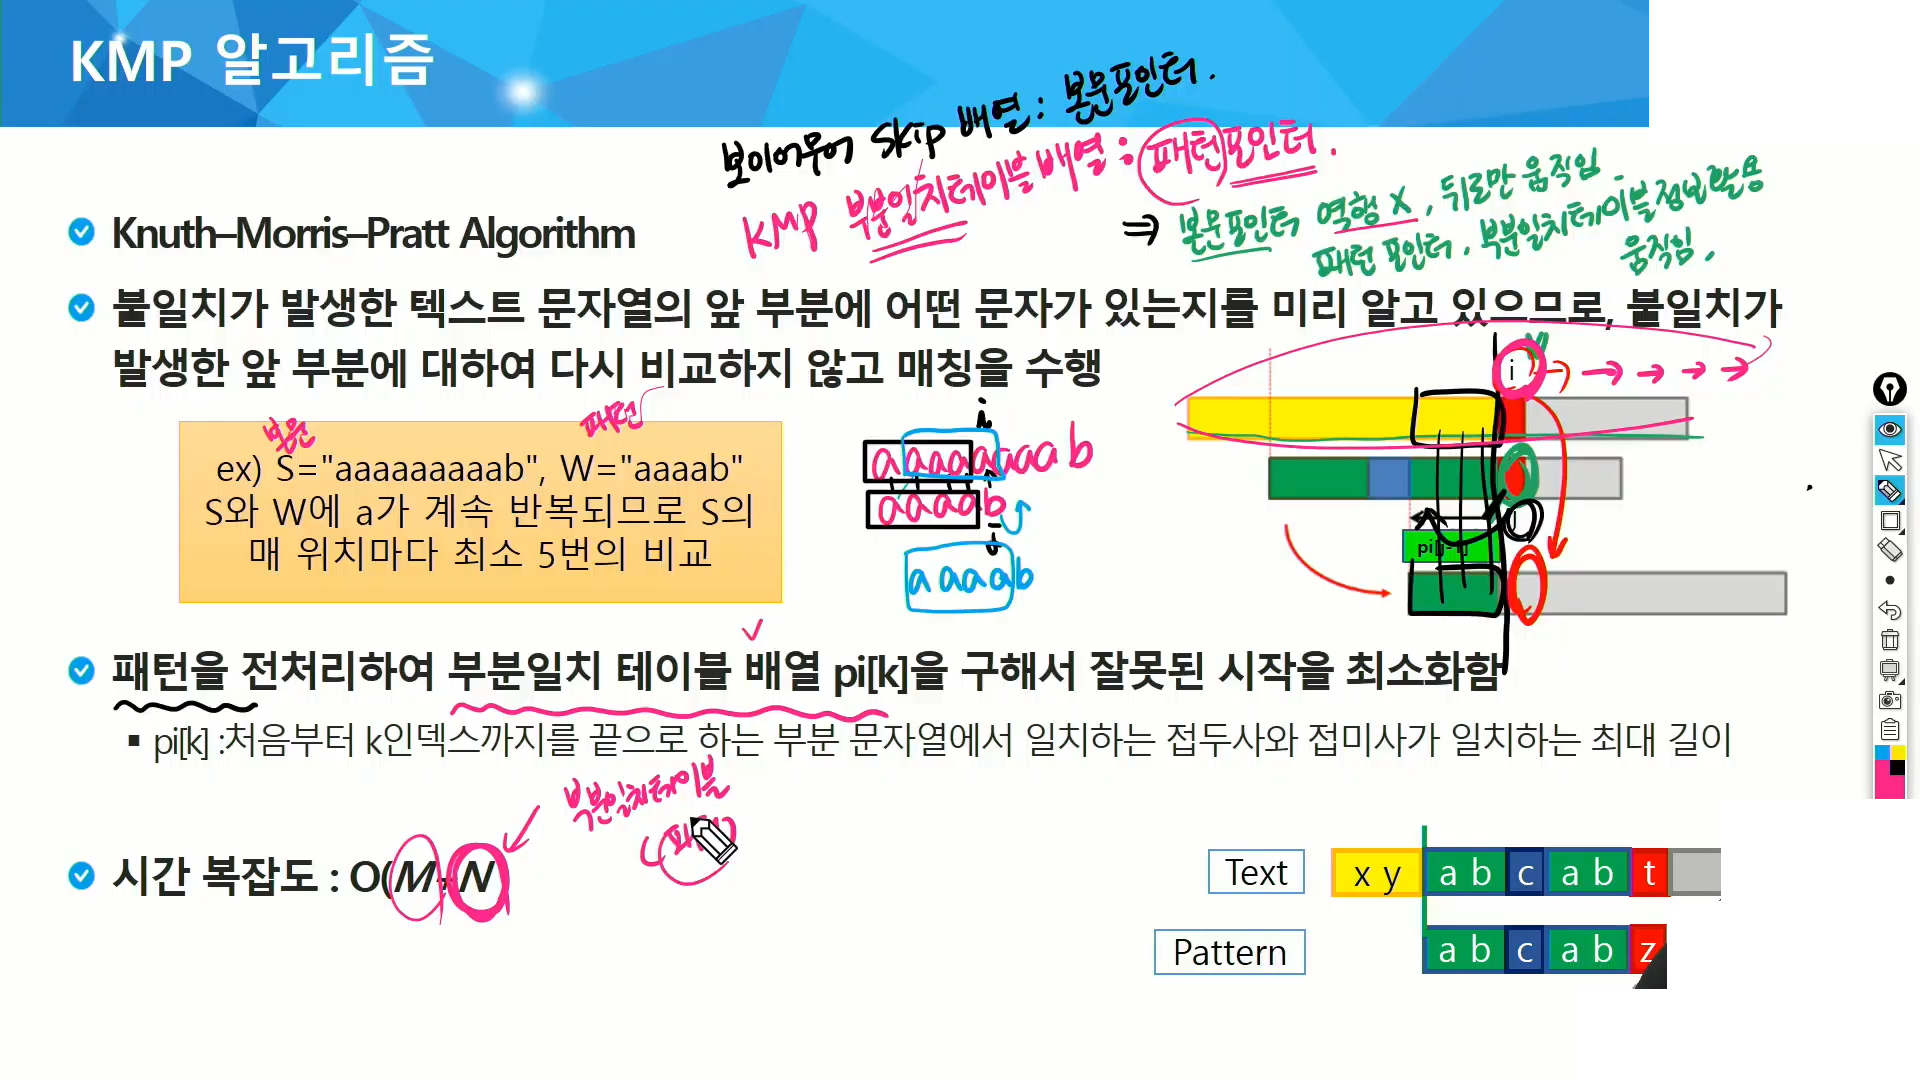 KMP 알고리즘
보이어무어 skip 배열 : 본문포인터.
KMP 부분일치테이블 배열 : 패턴포인터.
⇒ 본문포인터 역행 X, 뒤로만 움직임
패턴 포인터. 부분일치테이블정보활용
움직임.
Knuth–Morris–Pratt Algorithm
불일치가 발생한 텍스트 문자열의 앞 부분에 어떤 문자가 있는지를 미리 알고 있으므로, 불일치가
발생한 앞 부분에 대하여 다시 비교하지 않고 매칭을 수행
i
본문
패턴
ex) S="aaaaaaaaab", W="aaaab"
S와 W에 a가 계속 반복되므로 S의
매 위치마다 최소 5번의 비교
i
aaaaaaaab
aaaab
aaaab
pi[j-1]
패턴을 전처리하여 부분일치 테이블 배열 pi[k]을 구해서 잘못된 시작을 최소화함
▪ pi[k] :처음부터 k인덱스까지를 끝으로 하는 부분 문자열에서 일치하는 접두사와 접미사가 일치하는 최대 길이
부분일치테이블
시간 복잡도 : O(M+N
Text x y a b c a b t
Pattern a b c a b z